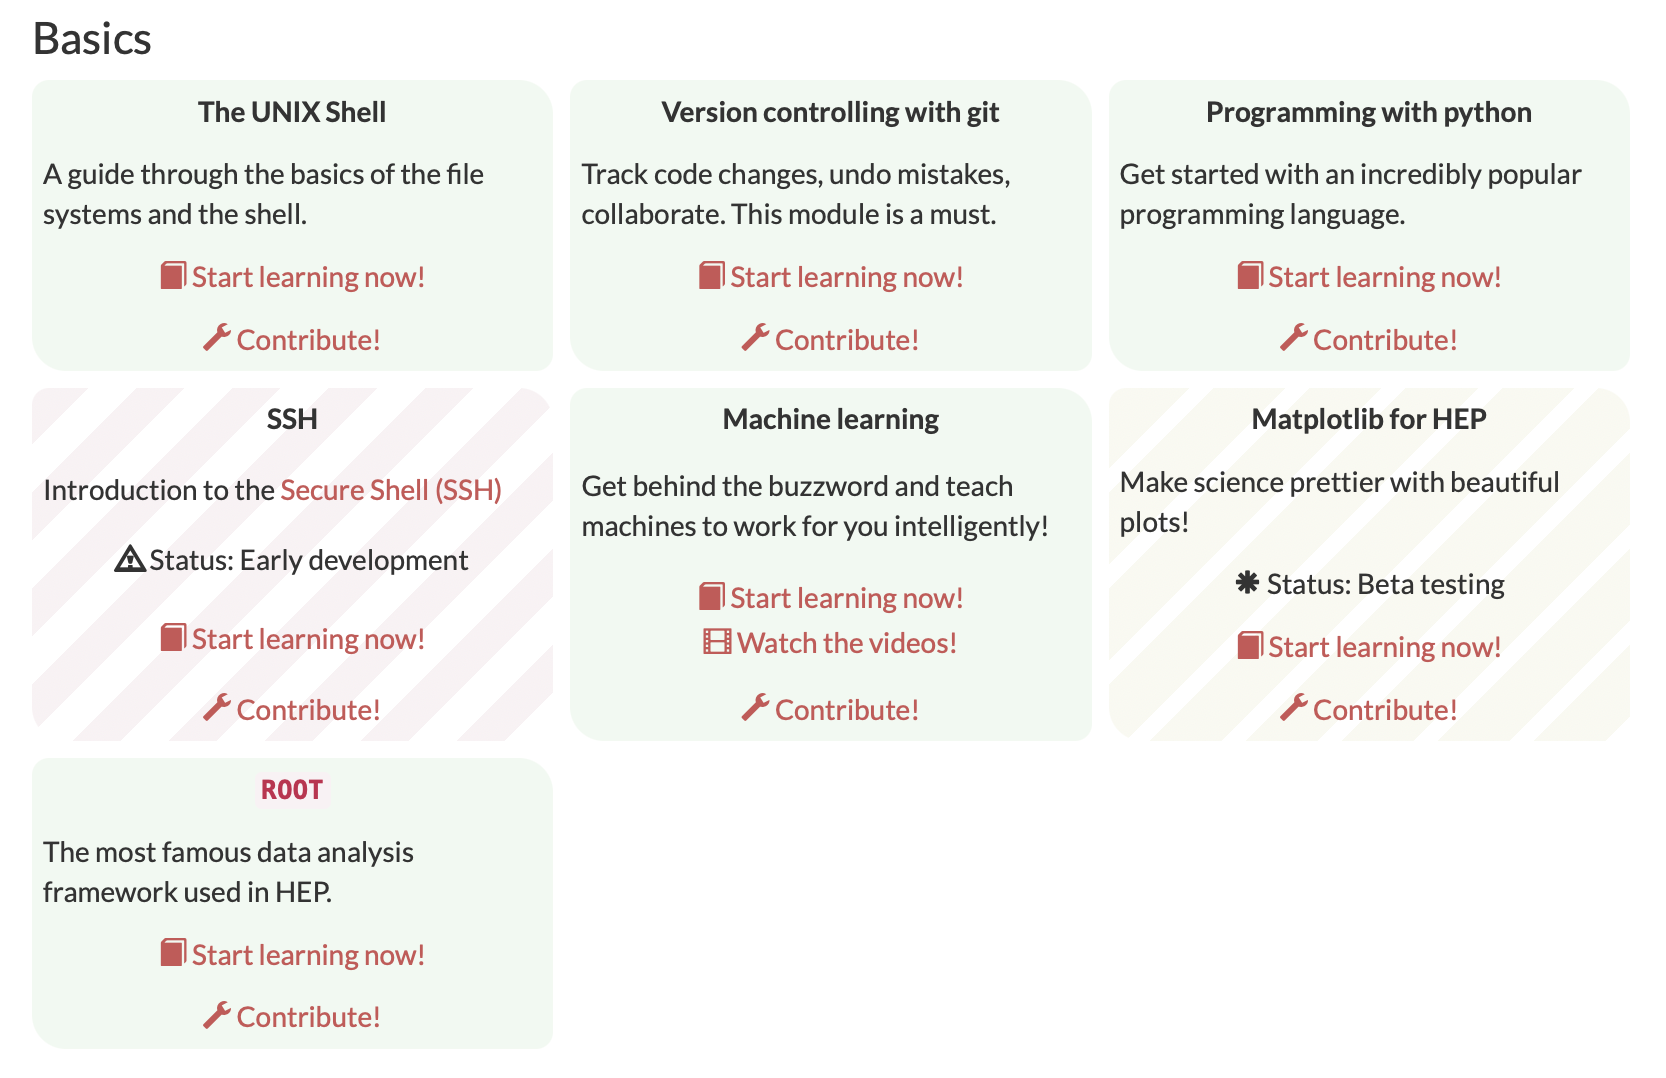 Basics
The UNIX Shell
A guide through the basics of the file
systems and the shell.
Start learning now!
Contribute!
Version controlling with git
Track code changes, undo mistakes,
collaborate. This module is a must.
Start learning now!
Contribute!
Programming with python
Get started with an incredibly popular
programming language.
Start learning now!
Contribute!
SSH
Introduction to the Secure Shell (SSH)
Status: Early development
Start learning now!
Contribute!
Machine learning
Get behind the buzzword and teach
machines to work for you intelligently!
Start learning now!
Watch the videos!
Contribute!
Matplotlib for HEP
Make science prettier with beautiful
plots!
Status: Beta testing
Start learning now!
Contribute!
ROOT
The most famous data analysis
framework used in HEP.
Start learning now!
Contribute!